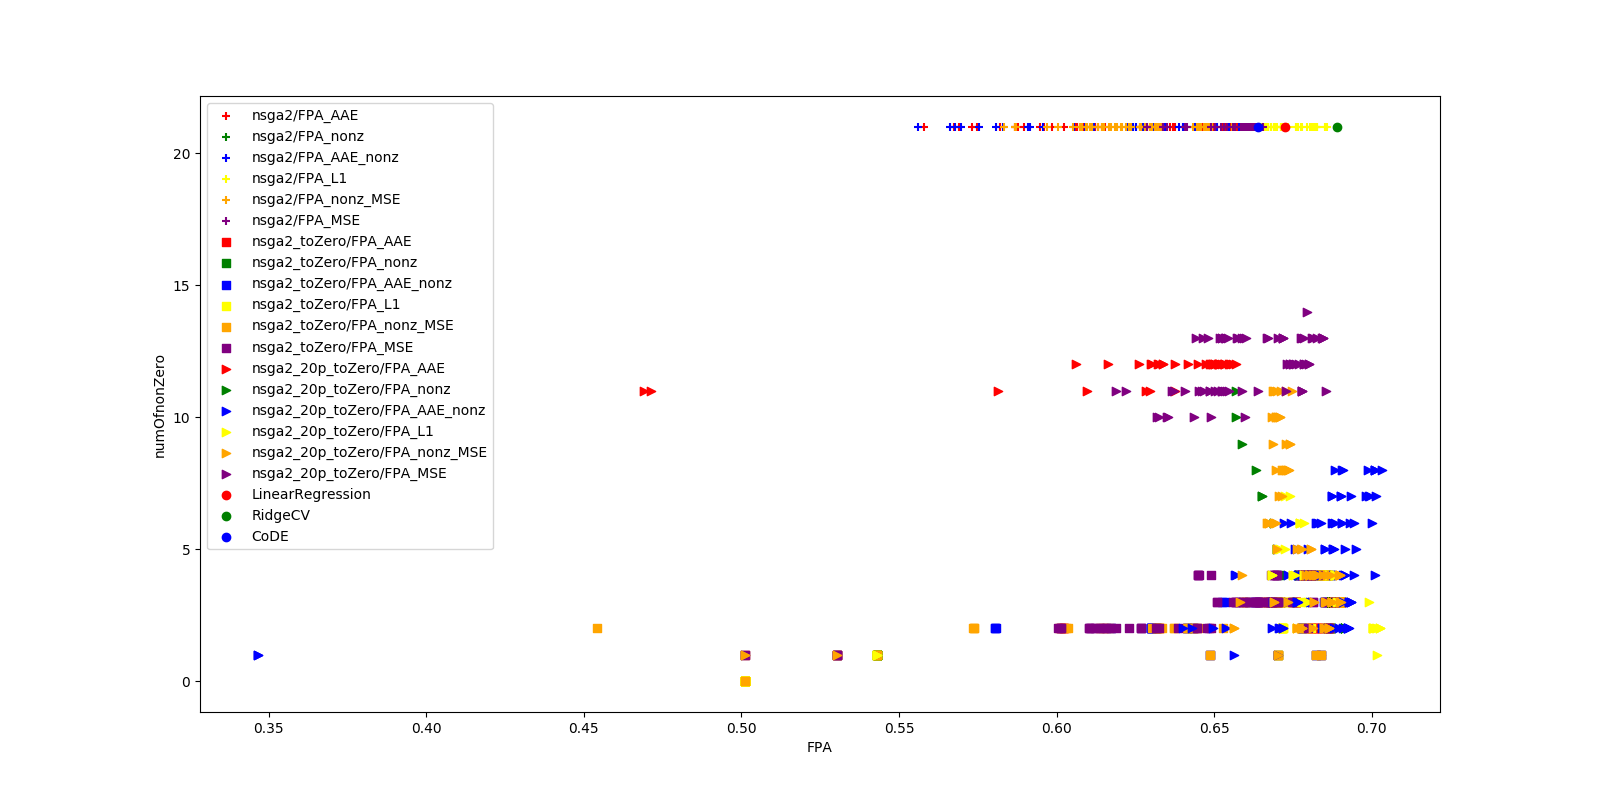 nsga2/FPA_AAE
nsga2/FPA_nonz
nsga2/FPA_AAE_nonz
nsga2/FPA_L1
nsga2/FPA_nonz_MSE
nsga2/FPA_MSE
nsga2_toZero/FPA_AAE
nsga2_toZero/FPA_nonz
nsga2_toZero/FPA_AAE_nonz
nsga2_toZero/FPA_L1
nsga2_toZero/FPA_nonz_MSE
nsga2_toZero/FPA_MSE
nsga2_20p_toZero/FPA_AAE
nsga2_20p_toZero/FPA_nonz
nsga2_20p_toZero/FPA_AAE_nonz
nsga2_20p_toZero/FPA_L1
nsga2_20p_toZero/FPA_nonz_MSE
nsga2_20p_toZero/FPA_MSE
LinearRegression
RidgeCV
CoDE
numOfnonZero
20
15
10
5
0
0.35 0.40 0.45 0.50 0.55 0.60 0.65 0.70
FPA